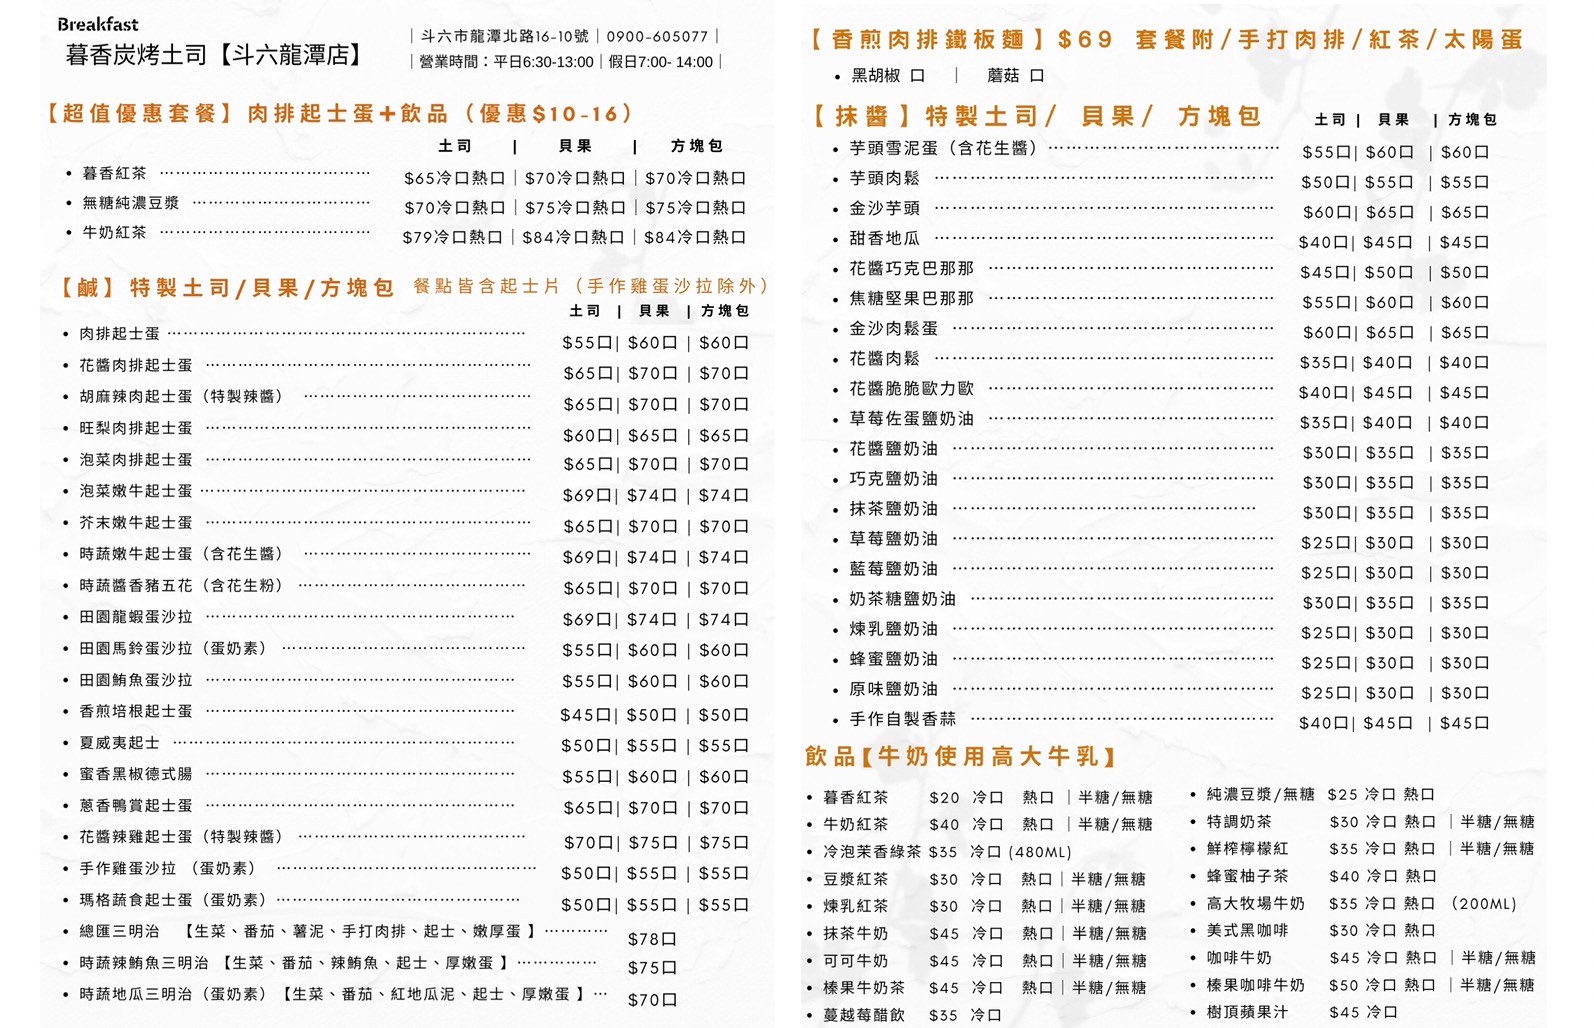 Breakfast
暮香炭烤土司【斗六龍潭店】
｜斗六市龍潭北路16-10號｜0900-605077｜
｜營業時間：平日6:30-13:00｜假日7:00- 14:00｜
【超值優惠套餐】肉排起士蛋+飲品（優惠$10-16）
土司 | 貝果 | 方塊包
• 暮香紅茶 ………………………… $65冷口熱口｜$70冷口熱口｜$70冷口熱口
• 無糖純濃豆漿 …………………… $70冷口熱口｜$75冷口熱口｜$75冷口熱口
• 牛奶紅茶 ………………………… $79冷口熱口｜$84冷口熱口｜$84冷口熱口
【鹹】特製土司/貝果/方塊包 餐點皆含起士片（手作雞蛋沙拉除外）
土司 | 貝果 | 方塊包
• 肉排起士蛋 ………………………… $55口| $60口 | $60口
• 花醬肉排起士蛋 ………………………… $65口| $70口 | $70口
• 胡麻辣肉起士蛋（特製辣醬） ………………………… $65口| $70口 | $70口
• 旺梨肉排起士蛋 ………………………… $60口| $65口 | $65口
• 泡菜肉排起士蛋 ………………………… $65口| $70口 | $70口
• 泡菜嫩牛起士蛋 ………………………… $69口| $74口 | $74口
• 芥末嫩牛起士蛋 ………………………… $65口| $70口 | $70口
• 時蔬嫩牛起士蛋（含花生醬） ………………………… $69口| $74口 | $74口
• 時蔬醬香豬五花（含花生粉） ………………………… $65口| $70口 | $70口
• 田園龍蝦蛋沙拉 ………………………… $69口| $74口 | $74口
• 田園馬鈴蛋沙拉（蛋奶素） ………………………… $55口| $60口 | $60口
• 田園鮪魚蛋沙拉 ………………………… $55口| $60口 | $60口
• 香煎培根起士蛋 ………………………… $45口| $50口 | $50口
• 夏威夷起士 ………………………… $50口| $55口 | $55口
• 蜜香黑椒德式腸 ………………………… $55口| $60口 | $60口
• 蔥香鴨賞起士蛋 ………………………… $65口| $70口 | $70口
• 花醬辣雞起士蛋（特製辣醬） ………………………… $70口| $75口 | $75口
• 手作雞蛋沙拉 （蛋奶素） ………………………… $50口| $55口 | $55口
• 瑪格蔬食起士蛋（蛋奶素）………………………… $50口| $55口 | $55口
• 總匯三明治 【生菜、番茄、薯泥、手打肉排、起士、嫩厚蛋 】………… $78口
• 時蔬辣鮪魚三明治 【生菜、番茄、辣鮪魚、起士、厚嫩蛋 】………… $75口
• 時蔬地瓜三明治（蛋奶素）【生菜、番茄、紅地瓜泥、起士、厚嫩蛋 】… $70口
【香煎肉排鐵板麵】$69 套餐附/手打肉排/紅茶/太陽蛋
• 黑胡椒 口 ｜ 蘑菇 口
【抹醬】特製土司/ 貝果/ 方塊包 土司 | 貝果 | 方塊包
• 芋頭雪泥蛋（含花生醬）………………………… $55口| $60口 | $60口
• 芋頭肉鬆 ………………………… $50口| $55口 | $55口
• 金沙芋頭 ………………………… $60口| $65口 | $65口
• 甜香地瓜 ………………………… $40口| $45口 | $45口
• 花醬巧克巴那那 ………………………… $45口| $50口 | $50口
• 焦糖堅果巴那那 ………………………… $55口| $60口 | $60口
• 金沙肉鬆蛋 ………………………… $60口| $65口 | $65口
• 花醬肉鬆 ………………………… $35口| $40口 | $40口
• 花醬脆脆歐力歐 ………………………… $40口| $45口 | $45口
• 草莓佐蛋鹽奶油 ………………………… $35口| $40口 | $40口
• 花醬鹽奶油 ………………………… $30口| $35口 | $35口
• 巧克鹽奶油 ………………………… $30口| $35口 | $35口
• 抹茶鹽奶油 ………………………… $30口| $35口 | $35口
• 草莓鹽奶油 ………………………… $25口| $30口 | $30口
• 藍莓鹽奶油 ………………………… $25口| $30口 | $30口
• 奶茶糖鹽奶油 ………………………… $30口| $35口 | $35口
• 煉乳鹽奶油 ………………………… $25口| $30口 | $30口
• 蜂蜜鹽奶油 ………………………… $25口| $30口 | $30口
• 原味鹽奶油 ………………………… $25口| $30口 | $30口
• 手作自製香蒜 ………………………… $40口| $45口 | $45口
飲品【牛奶使用高大牛乳】
• 暮香紅茶 $20 冷口 熱口｜半糖/無糖
• 牛奶紅茶 $40 冷口 熱口｜半糖/無糖
• 冷泡茉香綠茶 $35 冷口 (480ML)
• 豆漿紅茶 $30 冷口 熱口｜半糖/無糖
• 煉乳紅茶 $30 冷口 熱口｜半糖/無糖
• 抹茶牛奶 $45 冷口 熱口｜半糖/無糖
• 可可牛奶 $45 冷口 熱口｜半糖/無糖
• 榛果牛奶茶 $45 冷口 熱口｜半糖/無糖
• 蔓越莓醋飲 $35 冷口
• 純濃豆漿/無糖 $25 冷口 熱口
• 特調奶茶 $30 冷口 熱口｜半糖/無糖
• 鮮榨檸檬紅 $35 冷口 熱口｜半糖/無糖
• 蜂蜜柚子茶 $40 冷口 熱口
• 高大牧場牛奶 $35 冷口 熱口 （200ML)
• 美式黑咖啡 $30 冷口 熱口
• 咖啡牛奶 $45 冷口 熱口｜半糖/無糖
• 榛果咖啡牛奶 $50 冷口 熱口｜半糖/無糖
• 樹頂蘋果汁 $45 冷口